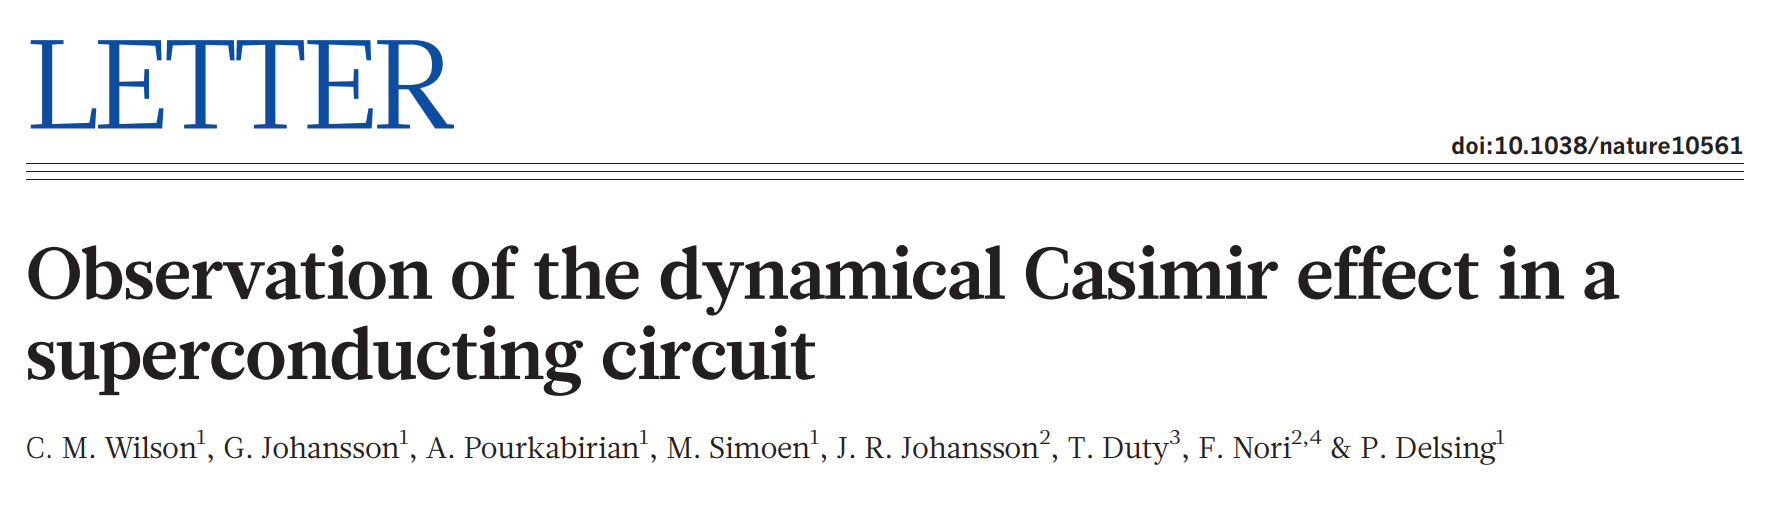 LETTER
doi:10.1038/nature10561
Observation of the dynamical Casimir effect in a
superconducting circuit
C. M. Wilson1, G. Johansson1, A. Pourkabirian1, M. Simoen1, J. R. Johansson2, T. Duty3, F. Nori2,4 & P. Delsing1